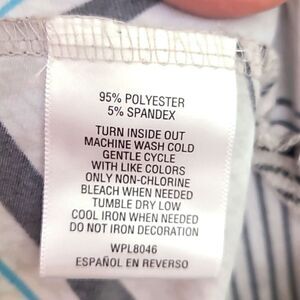 95% POLYESTER
5% SPANDEX
TURN INSIDE OUT
MACHINE WASH COLD
GENTLE CYCLE
WITH LIKE COLORS
ONLY NON-CHLORINE
BLEACH WHEN NEEDED
TUMBLE DRY LOW
COOL IRON WHEN NEEDED
DO NOT IRON DECORATION
WPL8046
ESPAÑOL EN REVERSO